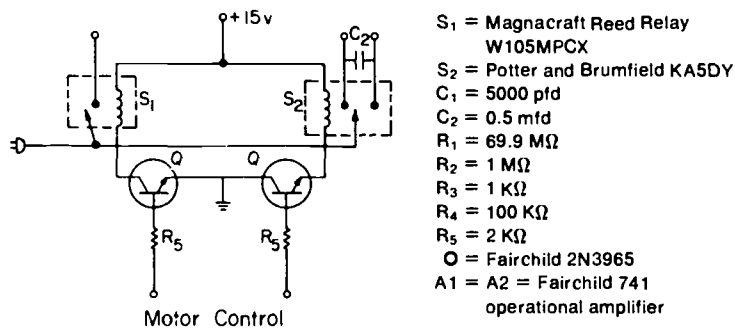 +15v
C2
S1
S2
Q
Q
R5
R5
Motor Control
S1 = Magnacraft Reed Relay
W105MPCX
S2 = Potter and Brumfield KA5DY
C1 = 5000 pfd
C2 = 0.5 mfd
R1 = 69.9 MΩ
R2 = 1 MΩ
R3 = 1 KΩ
R4 = 100 KΩ
R5 = 2 KΩ
O = Fairchild 2N3965
A1 = A2 = Fairchild 741
operational amplifier